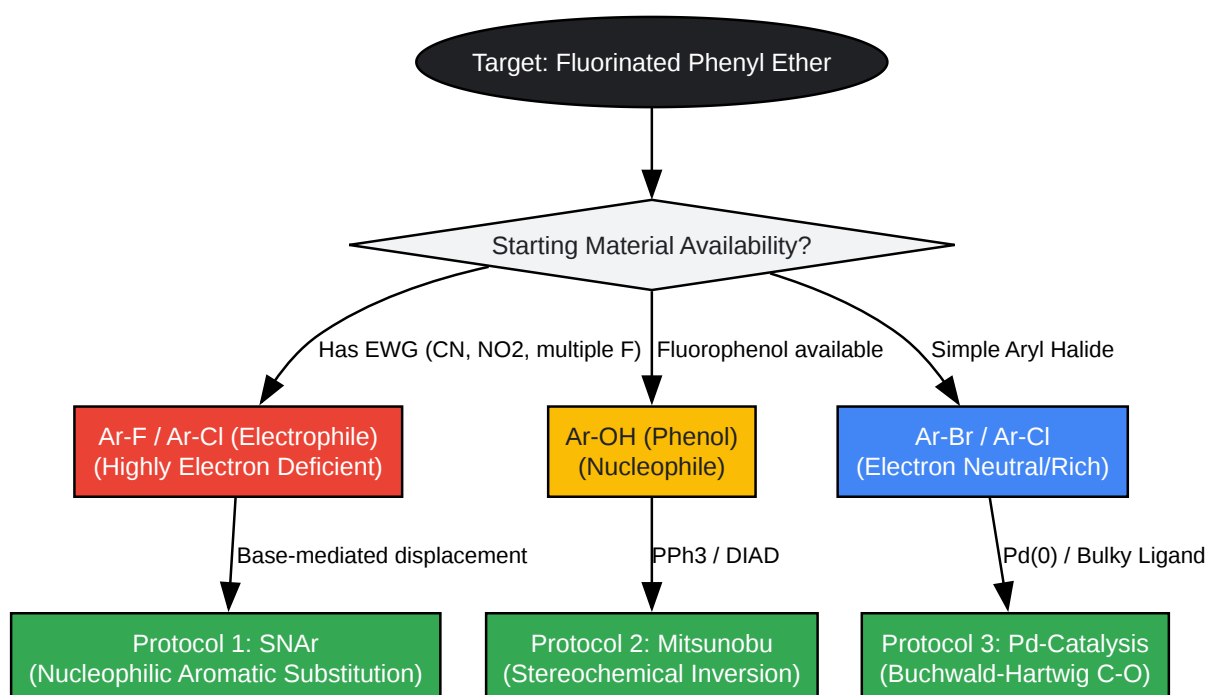 Target: Fluorinated Phenyl Ether
Starting Material Availability?
Has EWG (CN, NO2, multiple F)
Fluorophenol available
Simple Aryl Halide
Ar-F / Ar-Cl (Electrophile)
(Highly Electron Deficient)
Ar-OH (Phenol)
(Nucleophile)
Ar-Br / Ar-Cl
(Electron Neutral/Rich)
Base-mediated displacement
PPh3 / DIAD
Pd(0) / Bulky Ligand
Protocol 1: SNAr
(Nucleophilic Aromatic Substitution)
Protocol 2: Mitsunobu
(Stereochemical Inversion)
Protocol 3: Pd-Catalysis
(Buchwald-Hartwig C-O)